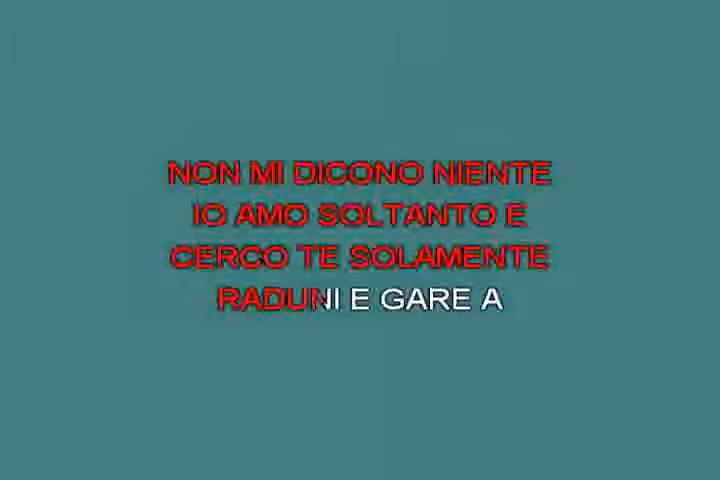 NON MI DICONO NIENTE
IO AMO SOLTANTO E
CERCO TE SOLAMENTE
RADUNI E GARE A